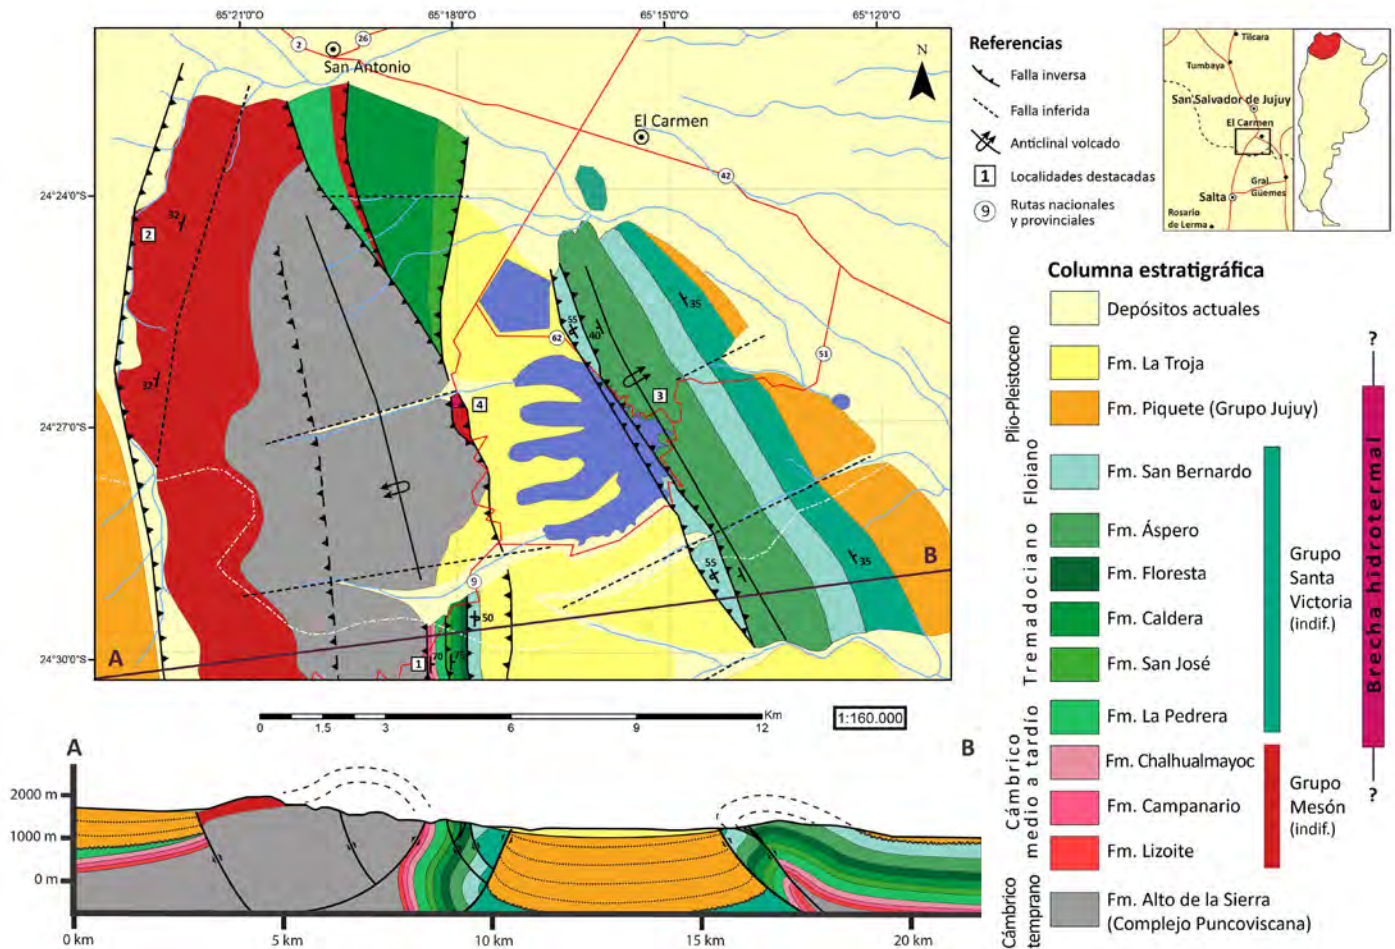 65°21'0"O
65°18'0"O
65°15'0"O
65°12'0"O
24°24'0"S
24°27'0"S
24°30'0"S
2
26
San Antonio
El Carmen
N
42
32
2
32
55
40
62
35
51
3
4
55
35
9
50
1
70
75
A
B
Referencias
Falla inversa
Falla inferida
Anticlinal volcado
1 Localidades destacadas
9 Rutas nacionales
y provinciales
Tilcara
Tumbaya
San Salvador de Jujuy
El Carmen
Gral.
Güemes
Salta
Rosario
de Lerma
Columna estratigráfica
Depósitos actuales
Fm. La Troja
Fm. Piquete (Grupo Jujuy)
Fm. San Bernardo
Fm. Áspero
Fm. Floresta
Fm. Caldera
Fm. San José
Fm. La Pedrera
Fm. Chalhualmayoc
Fm. Campanario
Fm. Lizoite
Fm. Alto de la Sierra
(Complejo Puncoviscana)
Plio-Pleistoceno
Floiano
Tremadociano
Cámbrico
medio a tardío
Cámbrico
temprano
Grupo
Santa
Victoria
(indif.)
Grupo
Mesón
(indif.)
?
Brecha hidrotermal
?
0 1.5 3 6 9 12 Km
1:160.000
A
B
2000 m
1000 m
0 m
0 km
5 km
10 km
15 km
20 km